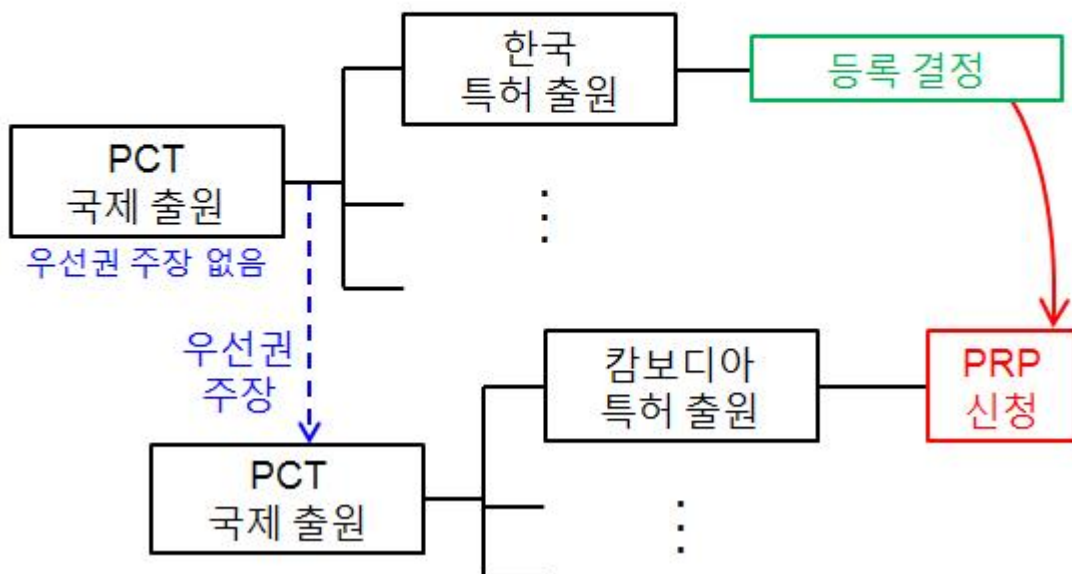 한국
특허 출원
등록 결정
PCT
국제 출원
우선권 주장 없음
우선권
주장
캄보디아
특허 출원
PRP
신청
PCT
국제 출원